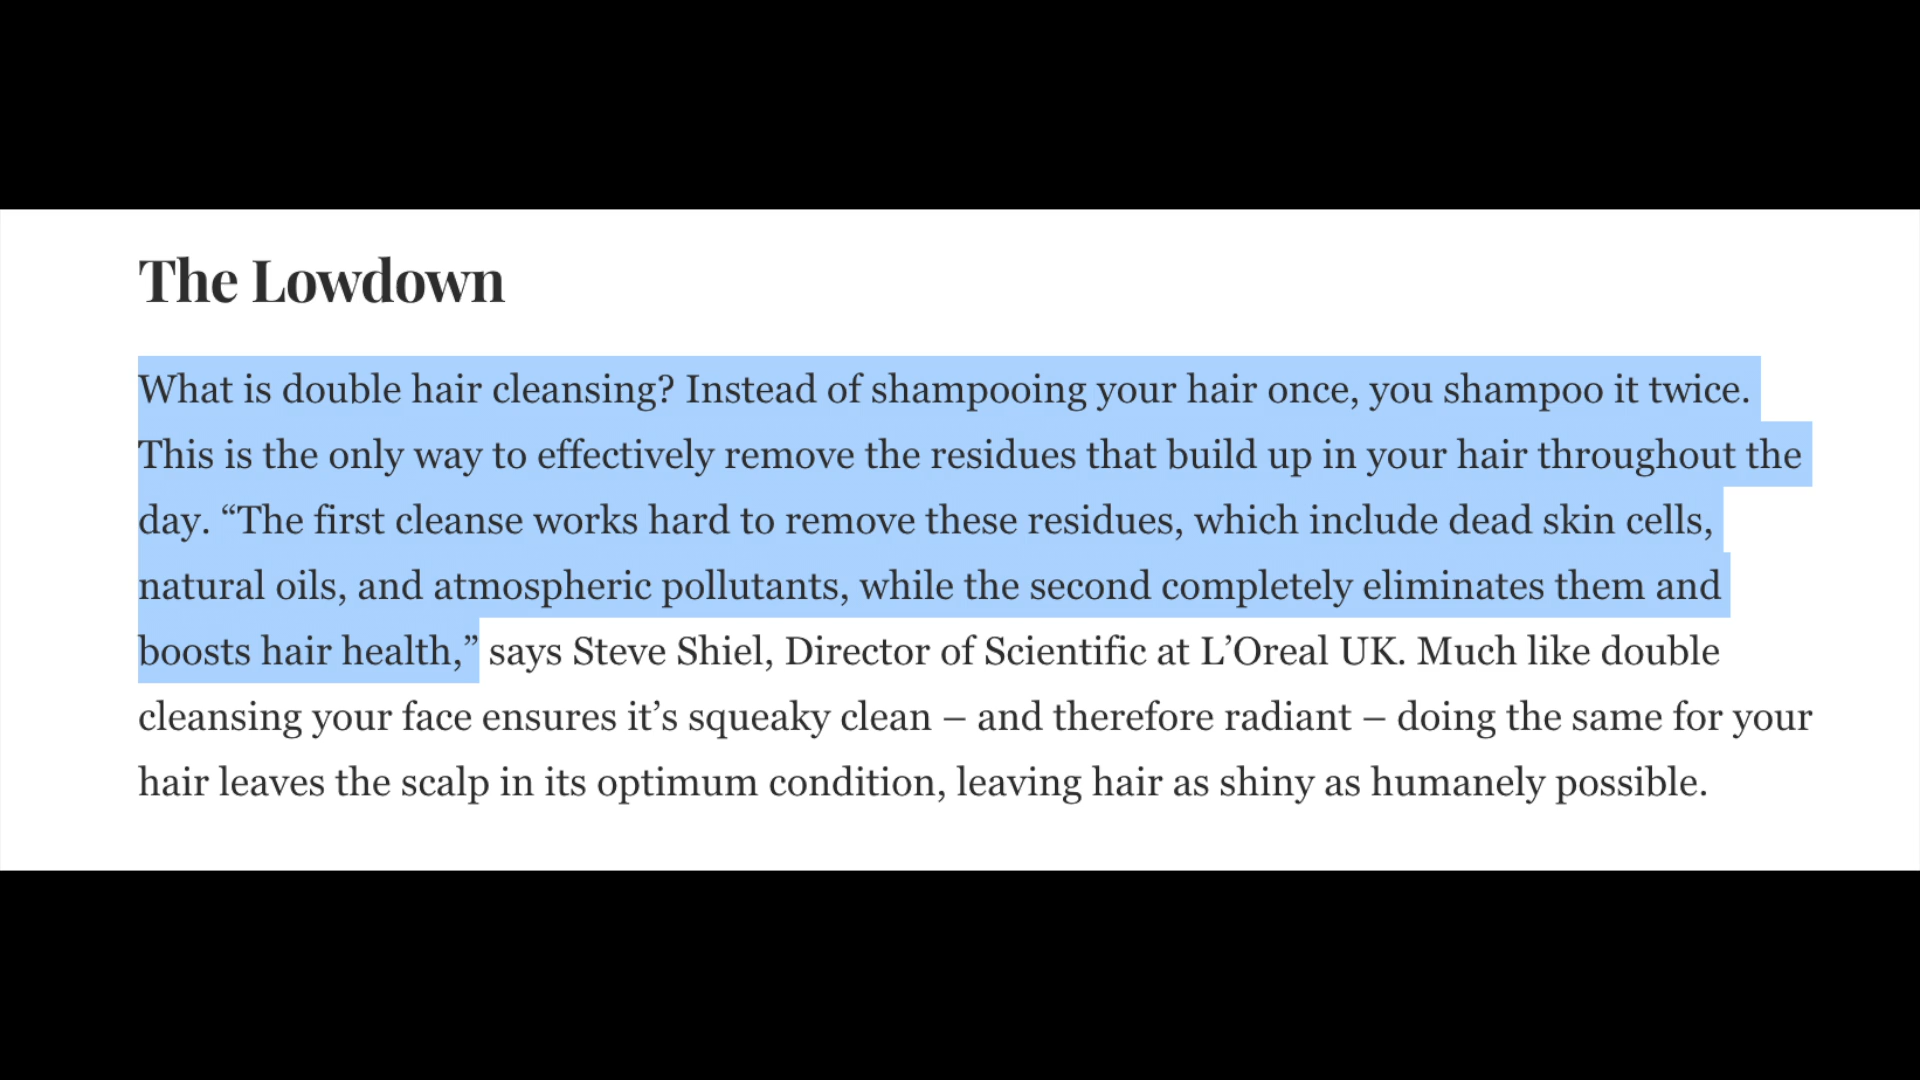 The Lowdown
What is double hair cleansing? Instead of shampooing your hair once, you shampoo it twice.
This is the only way to effectively remove the residues that build up in your hair throughout the
day. “The first cleanse works hard to remove these residues, which include dead skin cells,
natural oils, and atmospheric pollutants, while the second completely eliminates them and
boosts hair health,” says Steve Shiel, Director of Scientific at L’Oreal UK. Much like double
cleansing your face ensures it’s squeaky clean – and therefore radiant – doing the same for your
hair leaves the scalp in its optimum condition, leaving hair as shiny as humanely possible.